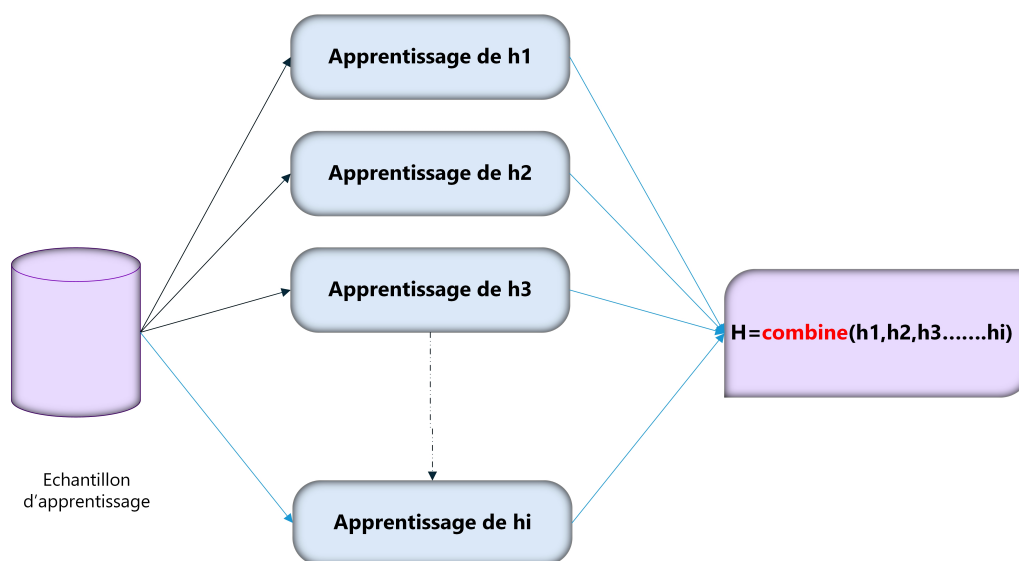 Apprentissage de h1
Apprentissage de h2
Apprentissage de h3
H=combine(h1,h2,h3.......hi)
Echantillon
d'apprentissage
Apprentissage de hi